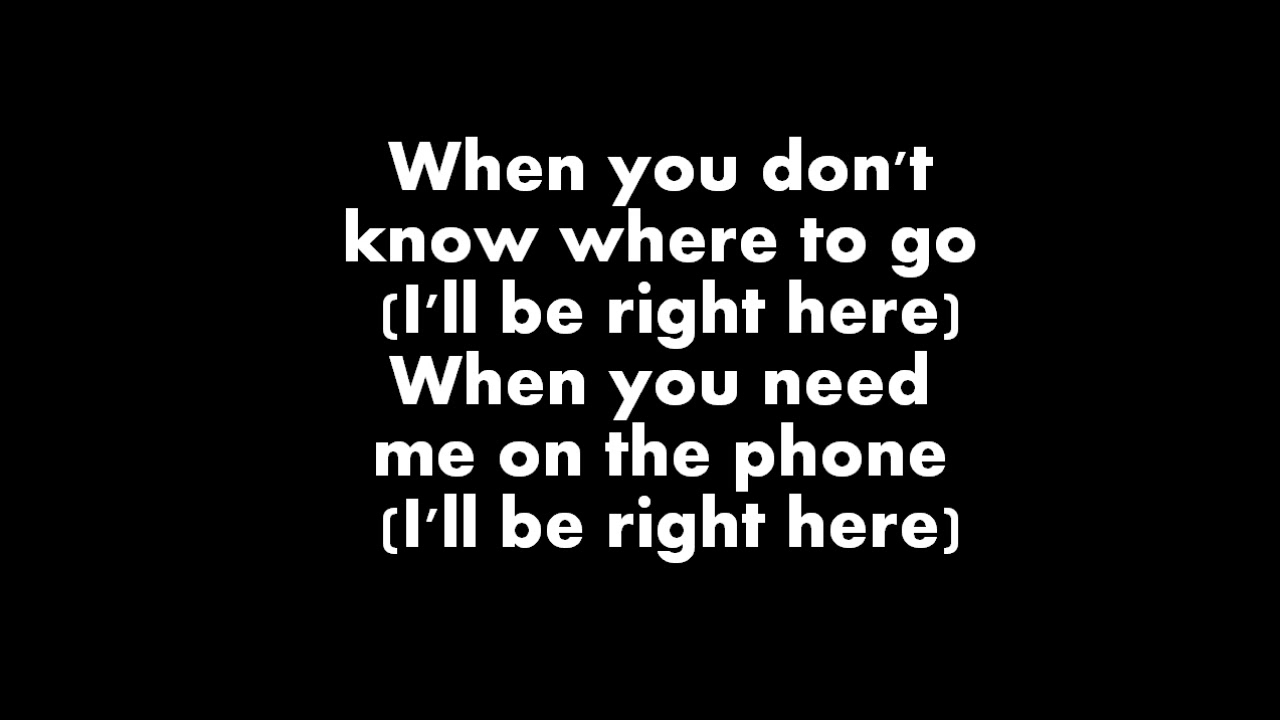 When you don't
know where to go
(I'll be right here)
When you need
me on the phone
(I'll be right here)